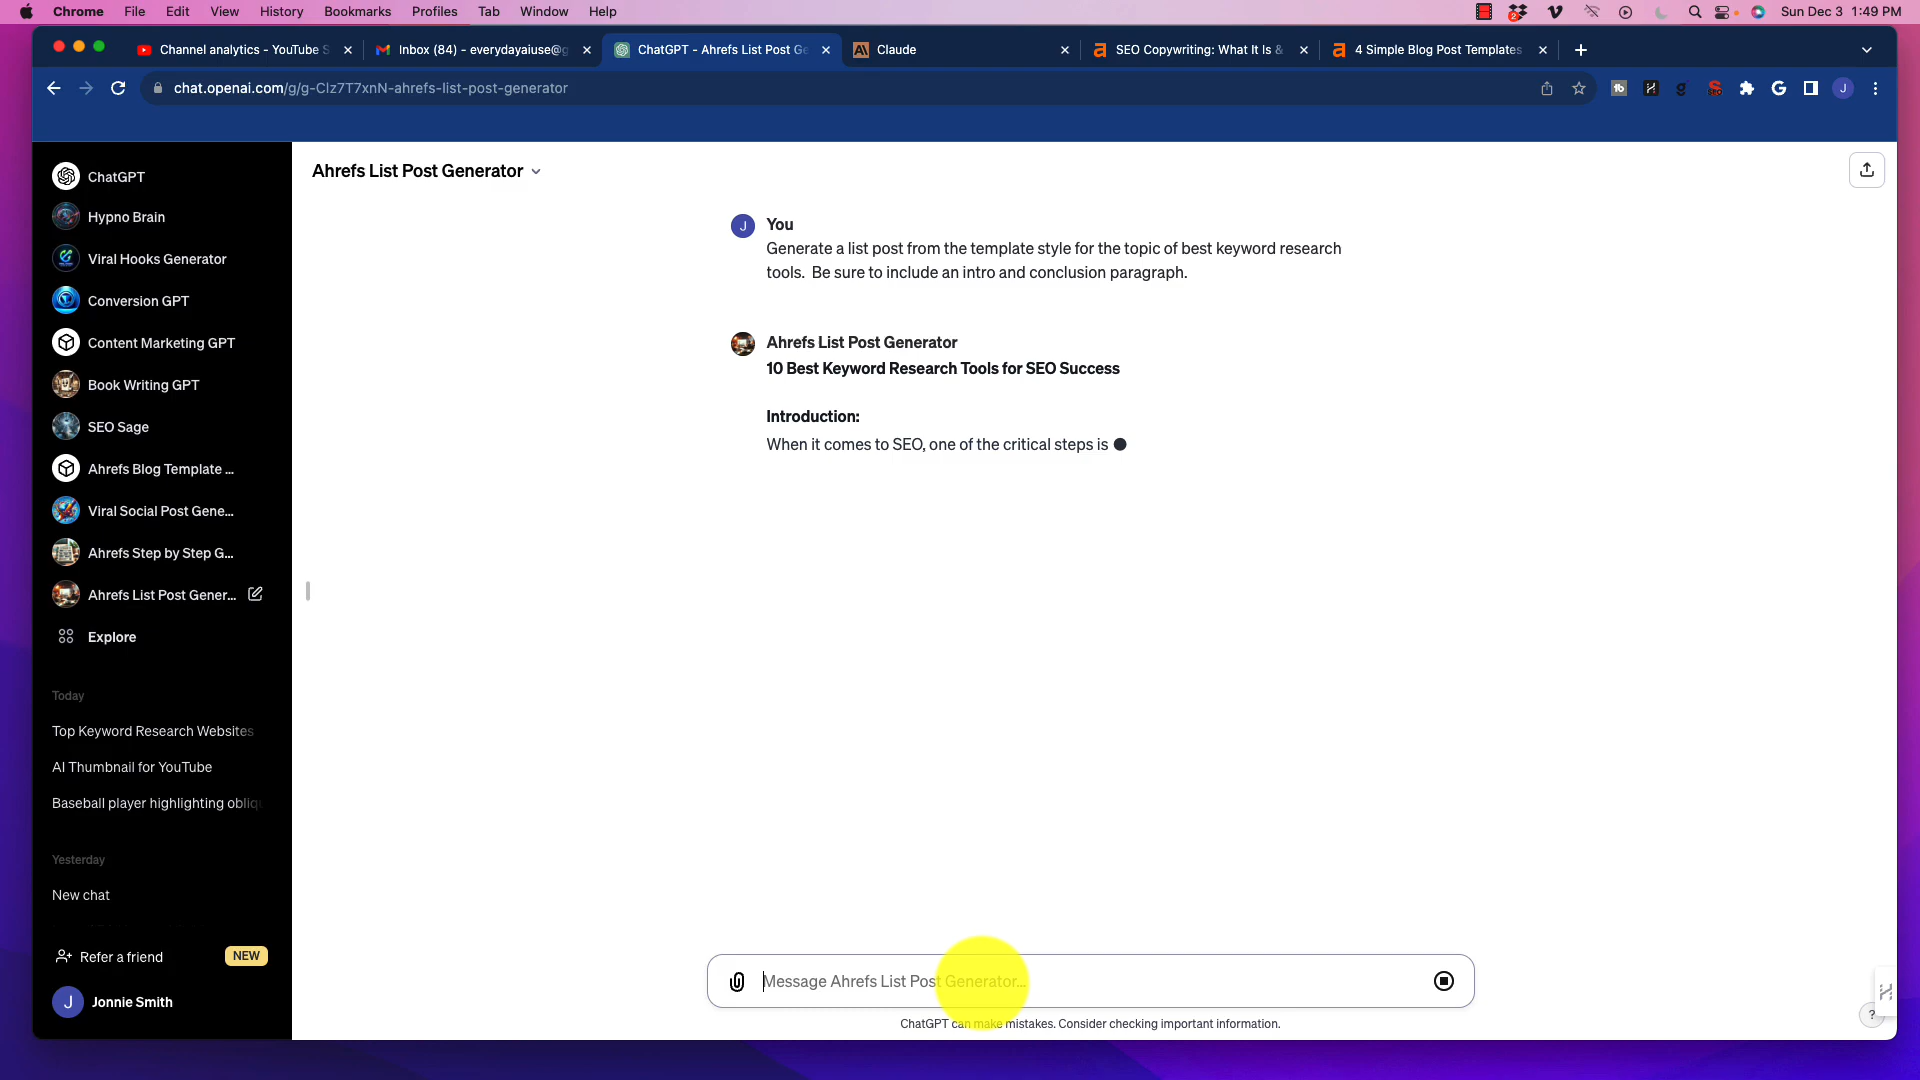 Chrome File Edit View History Bookmarks Profiles Tab Window Help
2
Sun Dec 3 1:49 PM
Channel analytics - YouTube S
Inbox (84) - everydayaiuse@g
ChatGPT - Ahrefs List Post Ge
Claude
SEO Copywriting: What It Is &
4 Simple Blog Post Templates
chat.openai.com/g/g-Clz7T7xnN-ahrefs-list-post-generator
J
ChatGPT
Hypno Brain
Viral Hooks Generator
Conversion GPT
Content Marketing GPT
Book Writing GPT
SEO Sage
Ahrefs Blog Template ...
Viral Social Post Gene...
Ahrefs Step by Step G...
Ahrefs List Post Gener...
Explore
Today
Top Keyword Research Websites
AI Thumbnail for YouTube
Baseball player highlighting obliq
Yesterday
New chat
Refer a friend NEW
J Jonnie Smith
Ahrefs List Post Generator
J You
Generate a list post from the template style for the topic of best keyword research
tools. Be sure to include an intro and conclusion paragraph.
Ahrefs List Post Generator
10 Best Keyword Research Tools for SEO Success
Introduction:
When it comes to SEO, one of the critical steps is
Message Ahrefs List Post Generator...
ChatGPT can make mistakes. Consider checking important information.
?